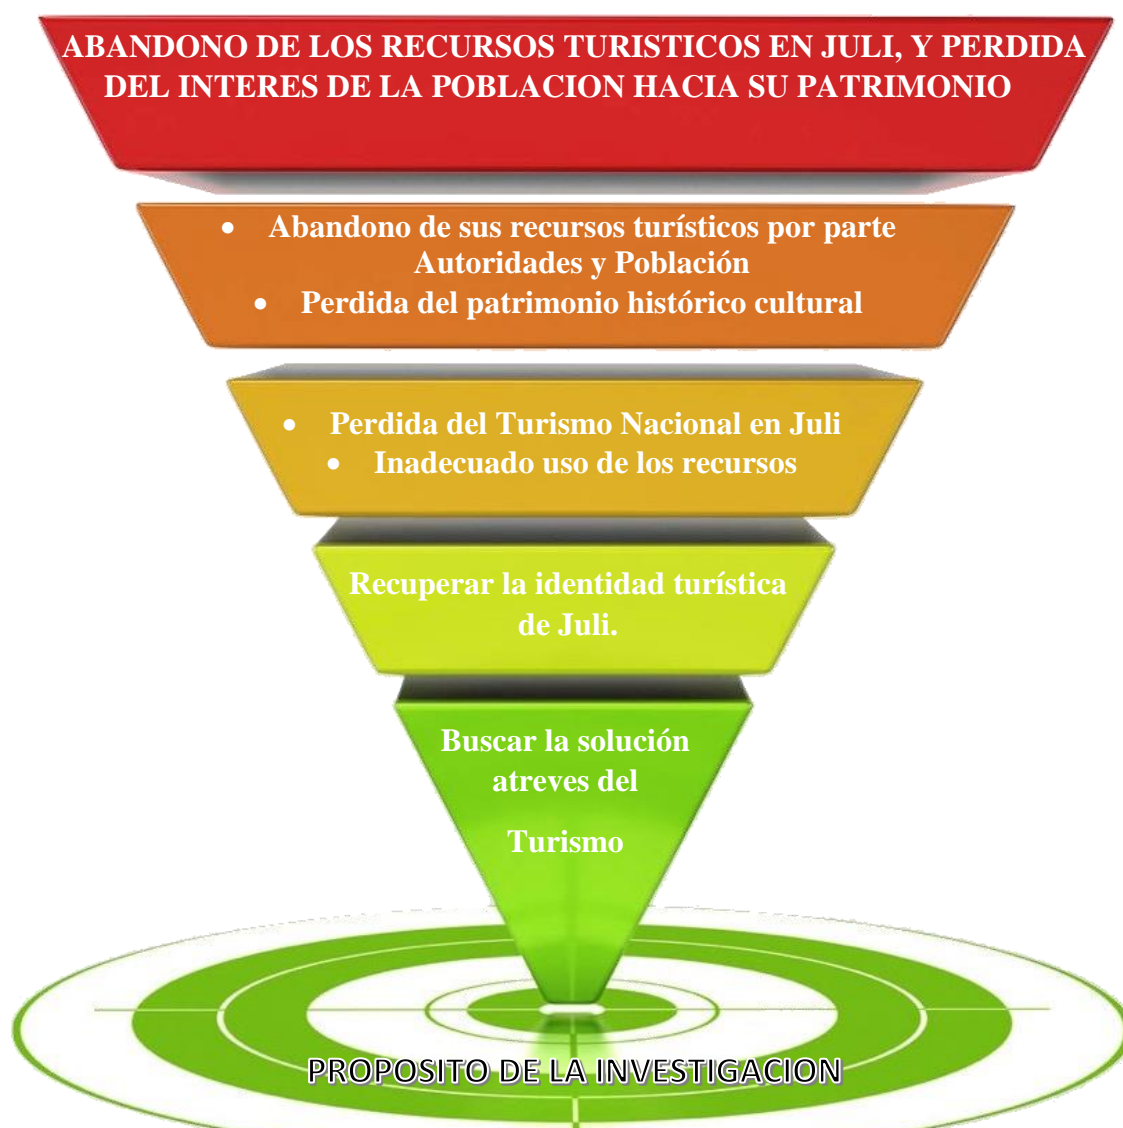 ABANDONO DE LOS RECURSOS TURISTICOS EN JULI, Y PERDIDA
DEL INTERES DE LA POBLACION HACIA SU PATRIMONIO
• Abandono de sus recursos turísticos por parte
Autoridades y Población
• Perdida del patrimonio histórico cultural
• Perdida del Turismo Nacional en Juli
• Inadecuado uso de los recursos
Recuperar la identidad turística
de Juli.
Buscar la solución
atreves del
Turismo
PROPOSITO DE LA INVESTIGACION